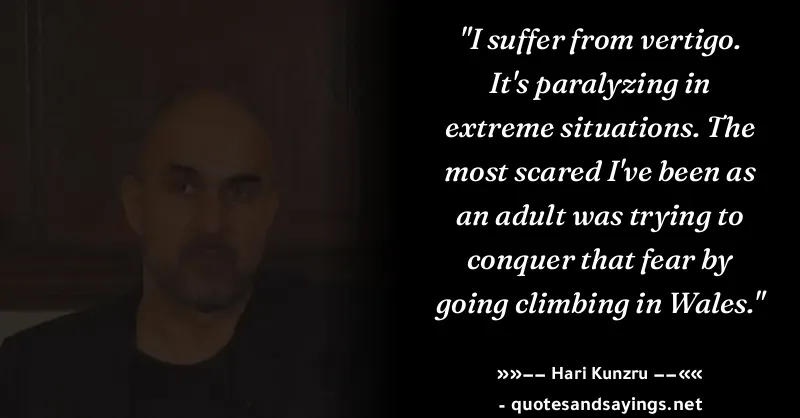 "I suffer from vertigo.
It's paralyzing in
extreme situations. The
most scared I've been as
an adult was trying to
conquer that fear by
going climbing in Wales."
»»−− Hari Kunzru −−««
- quotesandsayings.net